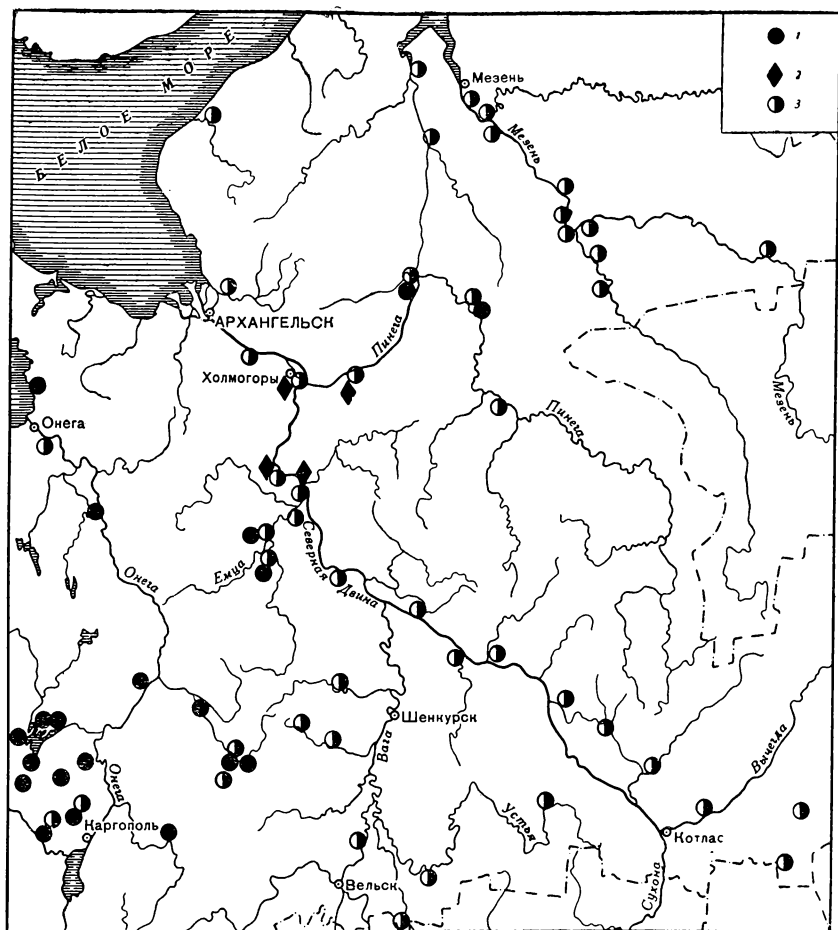 1
2
3
БЕЛОЕ МОРЕ
Мезень
Мезень
АРХАНГЕЛЬСК
Пинега
Холмогоры
Мезень
Онега
Пинега
Северная
Двина
Емца
Онега
Шенкурск
Вага
Вычегда
Онега
Устья
Каргополь
Котлас
Вельск
Сухона